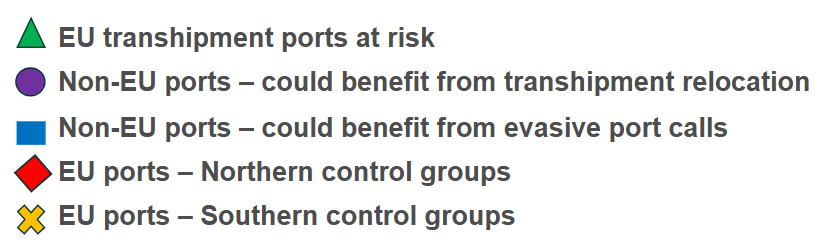 EU transhipment ports at risk
Non-EU ports – could benefit from transhipment relocation
Non-EU ports – could benefit from evasive port calls
EU ports – Northern control groups
EU ports – Southern control groups